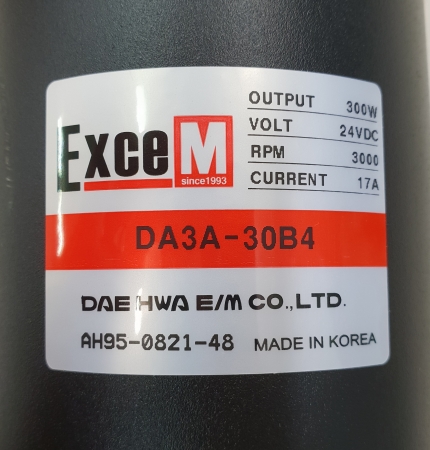 ExceM
since1993
OUTPUT 300W
VOLT 24VDC
RPM 3000
CURRENT 17A
DA3A-30B4
DAE HWA E/M CO.,LTD.
AH95-0821-48 MADE IN KOREA